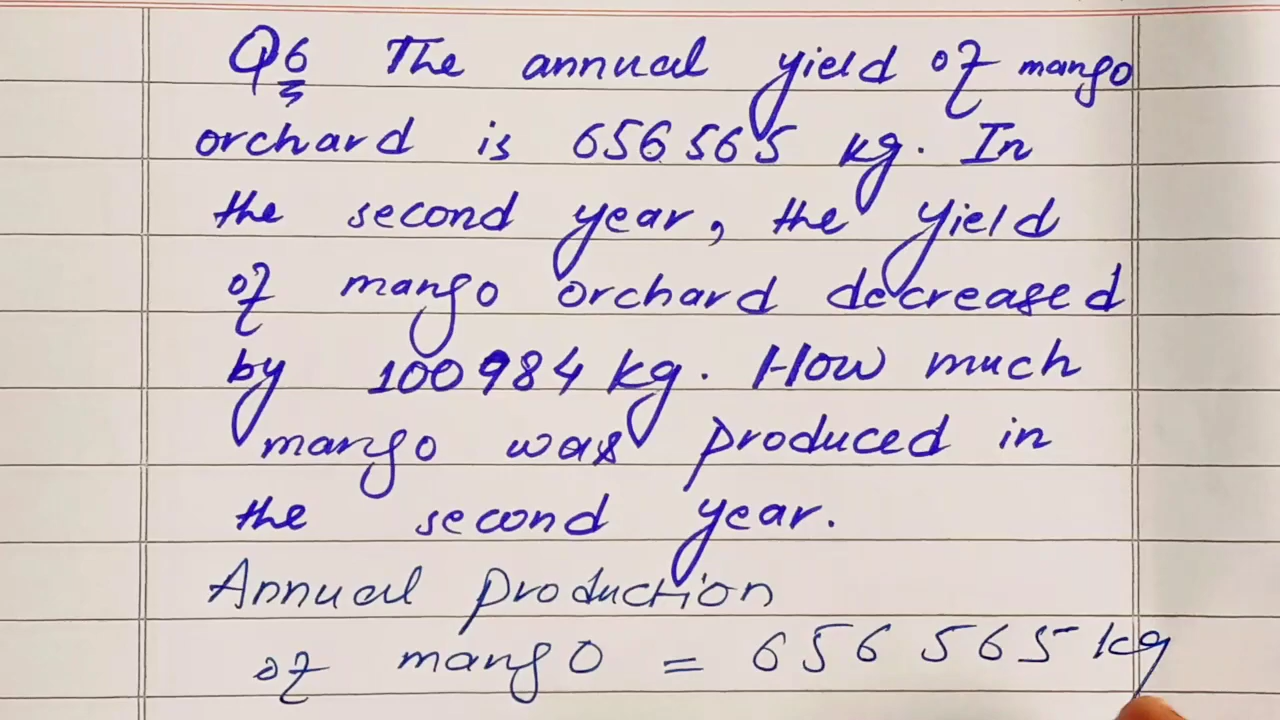 Q6 The annual yield of mango
orchard is 656565 kg. In
the second year, the yield
of mango orchard decreased
by 100984 kg. How much
mango was produced in
the second year.
Annual production
of mango = 656565 kg